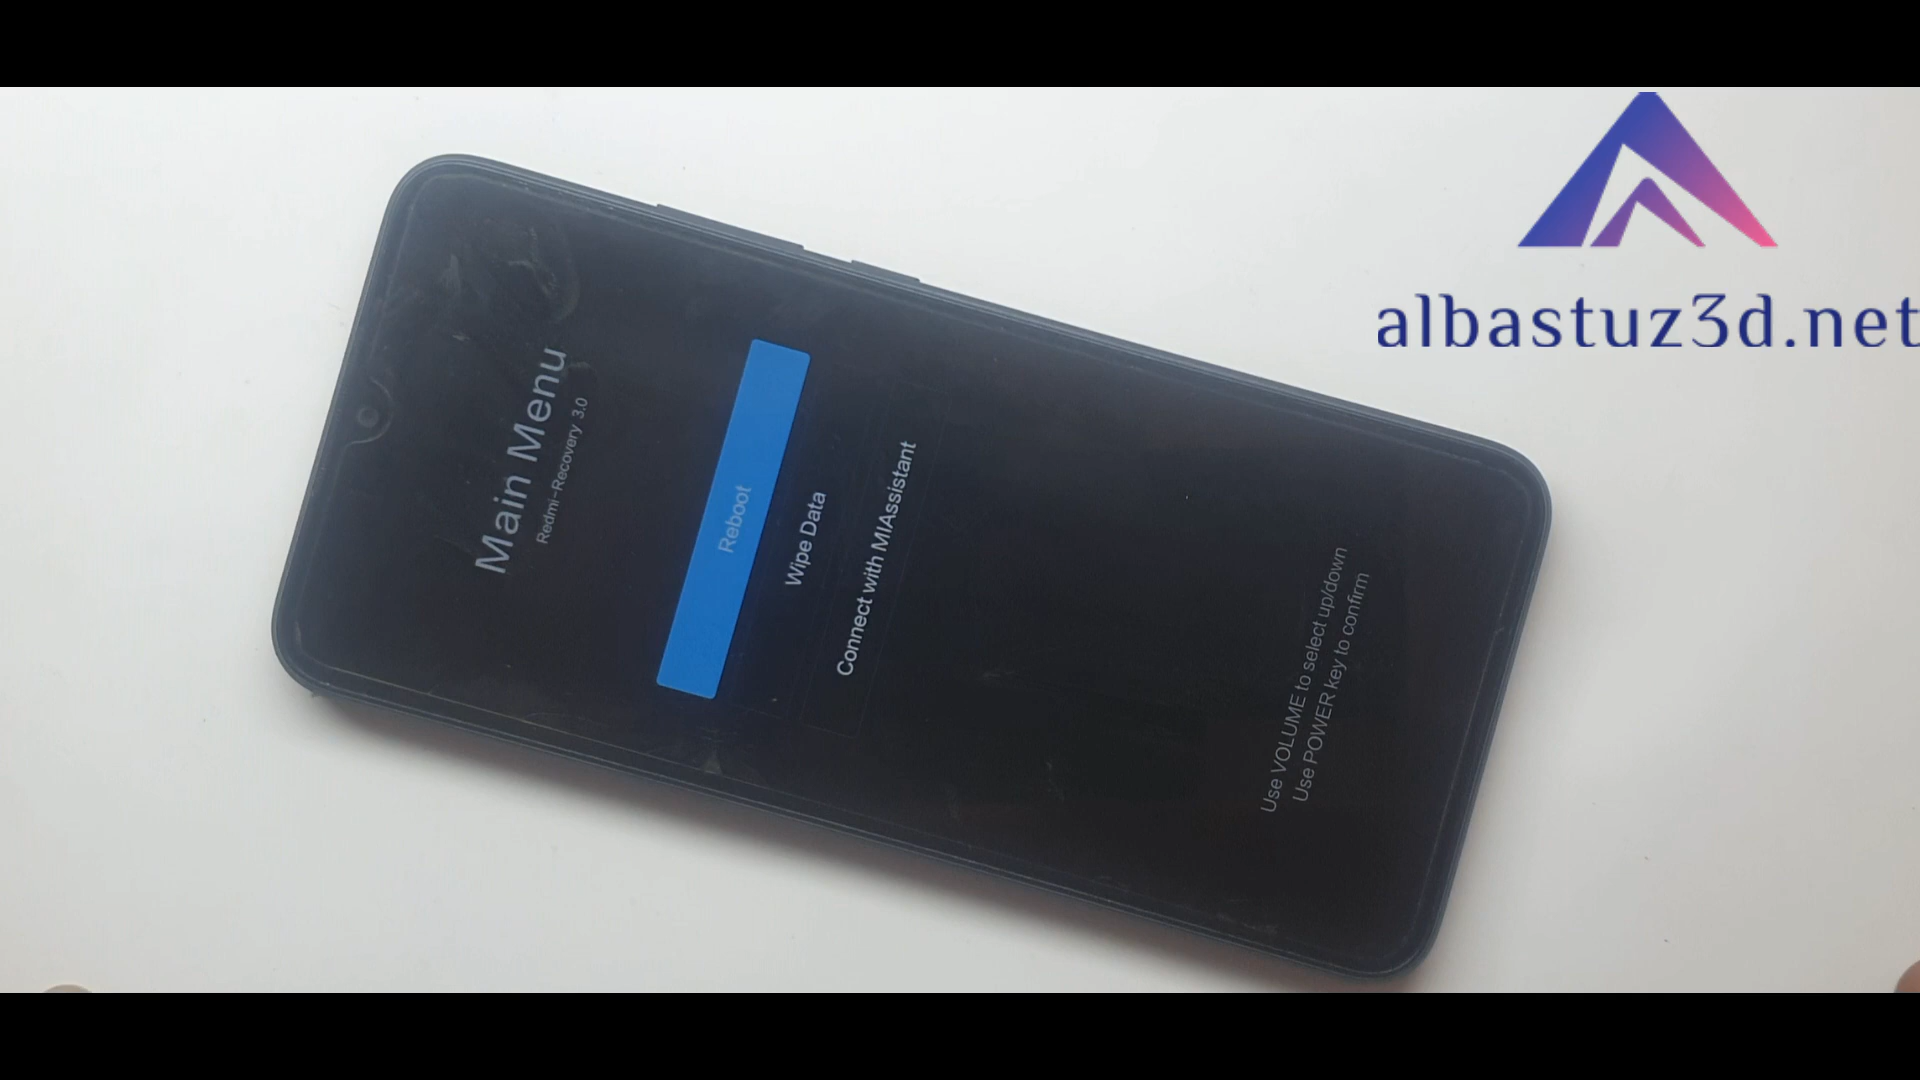 Main Menu
Redmi-Recovery 3.0
Reboot
Wipe Data
Connect with MIAssistant
Use VOLUME to select up/down
Use POWER key to confirm
albastuz3d.net